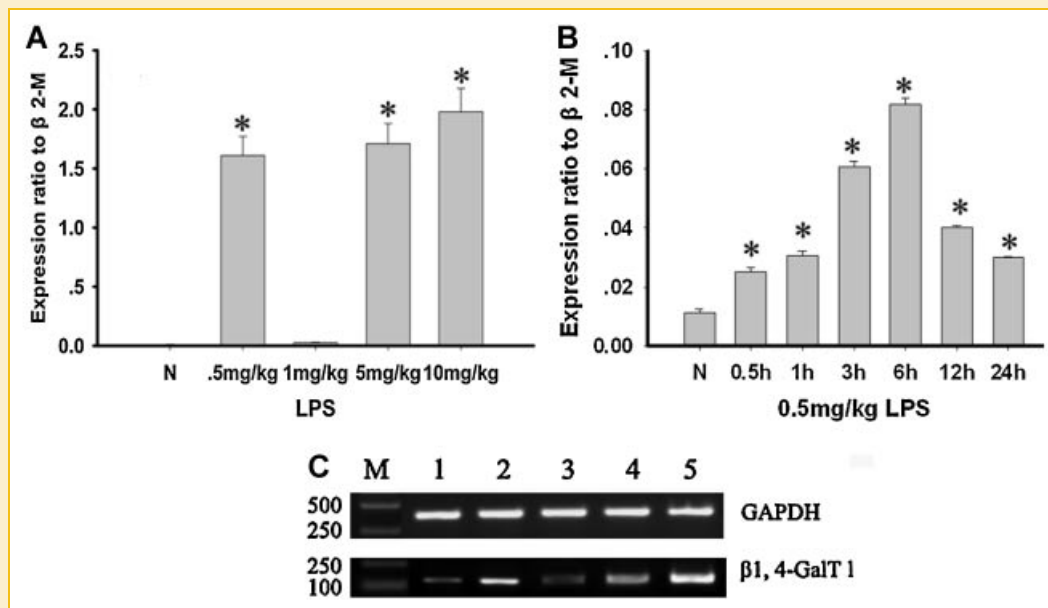 A
Expression ratio to β 2-M
2.5
2.0
1.5
1.0
.5
0.0
* * *
N .5mg/kg 1mg/kg 5mg/kg 10mg/kg
LPS
B
Expression ratio to β 2-M
.10
.08
.06
.04
.02
0.00
* * * * * *
N 0.5h 1h 3h 6h 12h 24h
0.5mg/kg LPS
C M 1 2 3 4 5
500
250
GAPDH
250
100
β1, 4-GalT 1